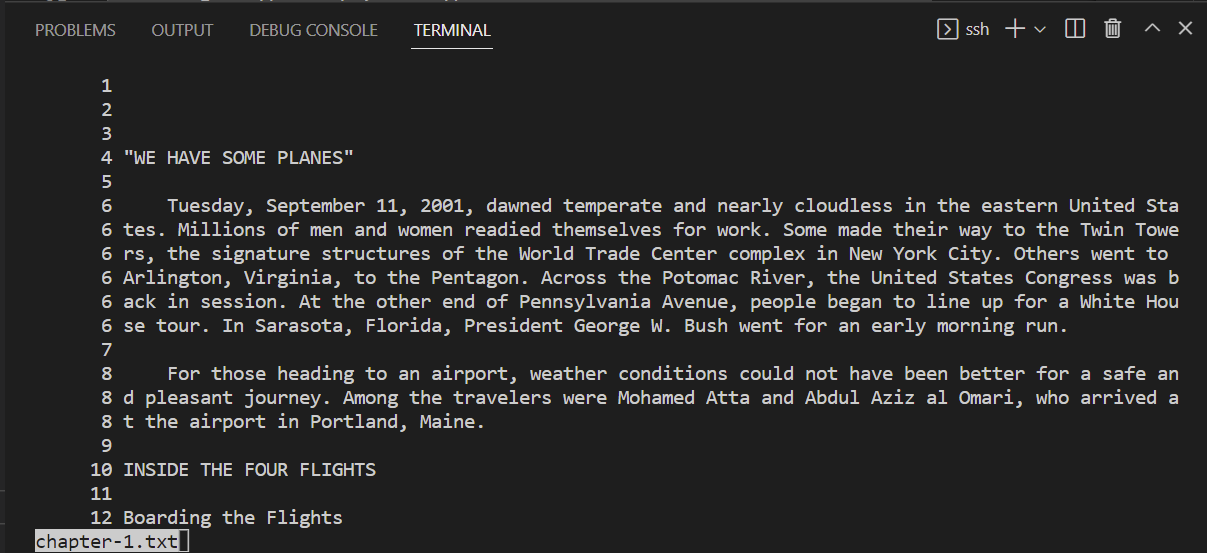 PROBLEMS OUTPUT DEBUG CONSOLE TERMINAL ssh
1
2
3
4 "WE HAVE SOME PLANES"
5
6     Tuesday, September 11, 2001, dawned temperate and nearly cloudless in the eastern United Sta
6 tes. Millions of men and women readied themselves for work. Some made their way to the Twin Towe
6 rs, the signature structures of the World Trade Center complex in New York City. Others went to
6 Arlington, Virginia, to the Pentagon. Across the Potomac River, the United States Congress was b
6 ack in session. At the other end of Pennsylvania Avenue, people began to line up for a White Hou
6 se tour. In Sarasota, Florida, President George W. Bush went for an early morning run.
7
8     For those heading to an airport, weather conditions could not have been better for a safe an
8 d pleasant journey. Among the travelers were Mohamed Atta and Abdul Aziz al Omari, who arrived a
8 t the airport in Portland, Maine.
9
10 INSIDE THE FOUR FLIGHTS
11
12 Boarding the Flights
chapter-1.txt